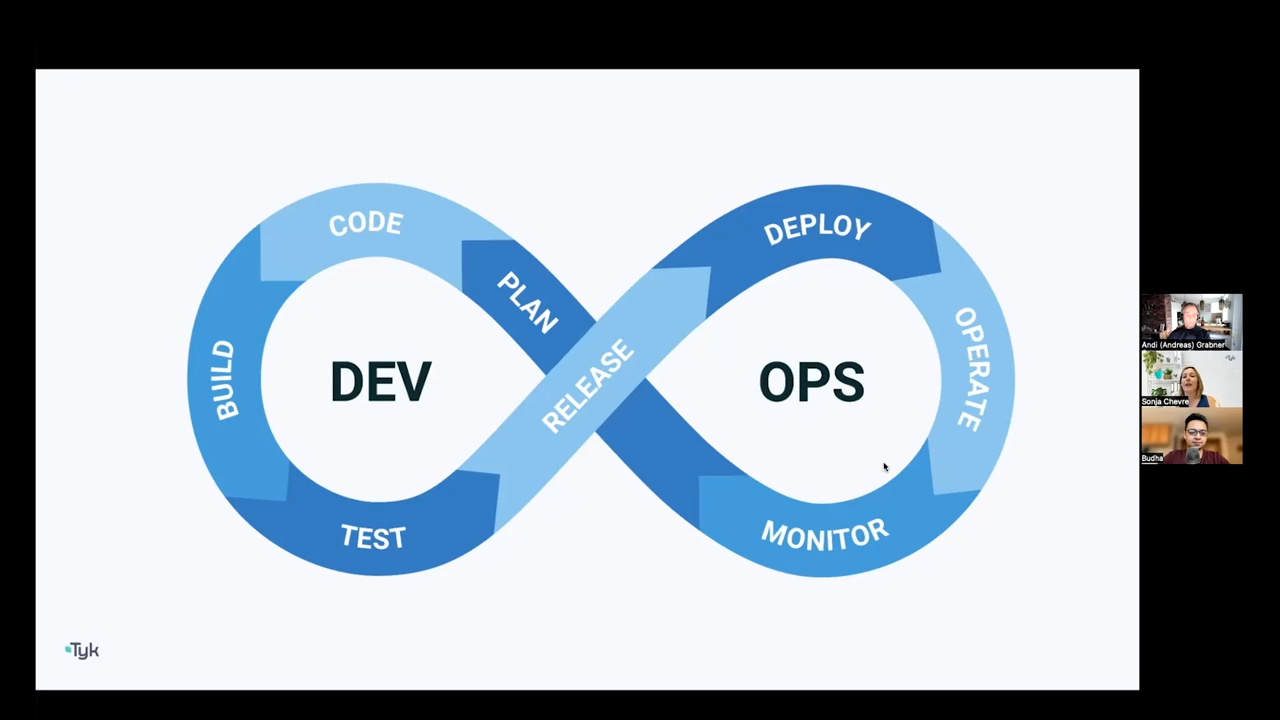 CODE
PLAN
BUILD
DEV
TEST
RELEASE
DEPLOY
OPS
OPERATE
MONITOR
Tyk
Andi (Andreas) Grabner
Sonja Chevre
Budha